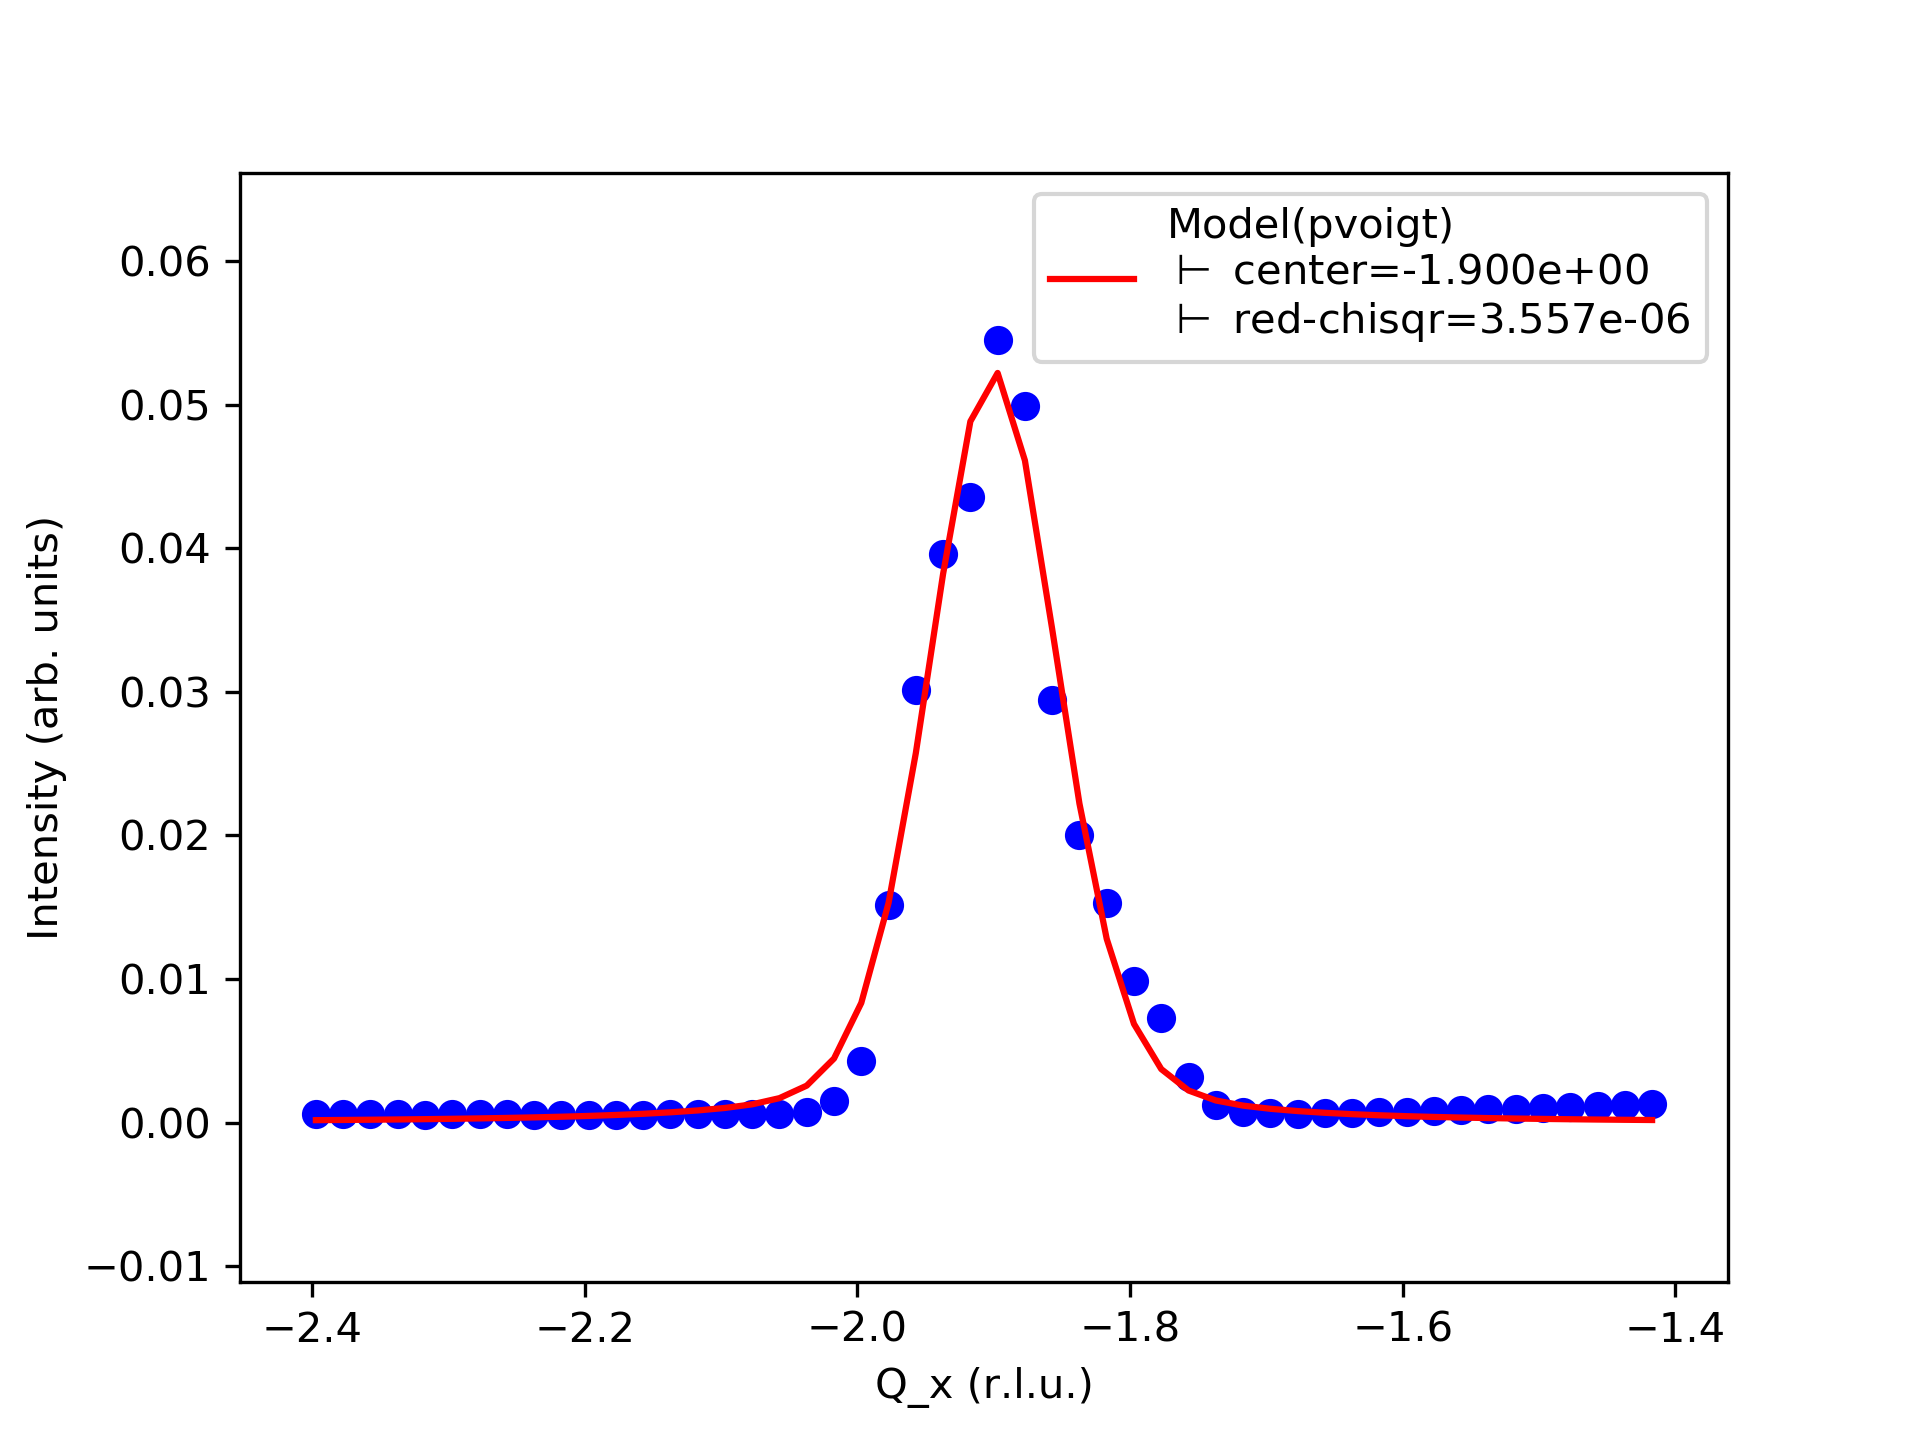 Model(pvoigt)
⊢ center=-1.900e+00
⊢ red-chisqr=3.557e-06
0.06
0.05
0.04
0.03
0.02
0.01
0.00
−0.01
Intensity (arb. units)
−2.4 −2.2 −2.0 −1.8 −1.6 −1.4
Q_x (r.l.u.)